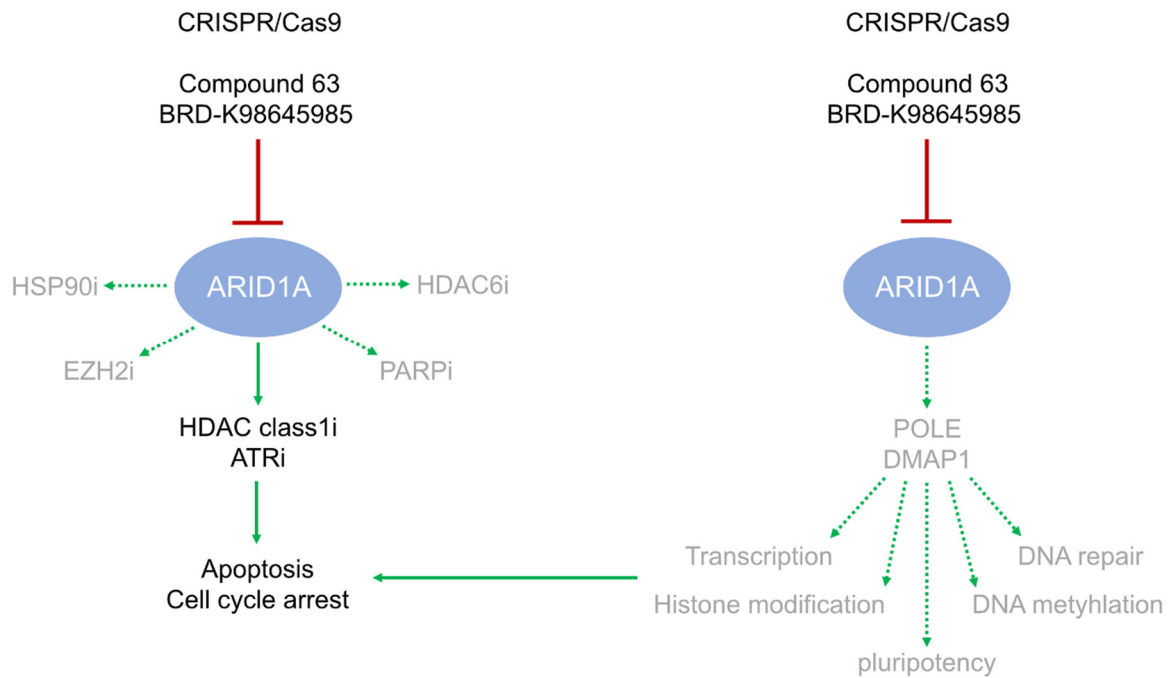 CRISPR/Cas9
Compound 63
BRD-K98645985
ARID1A
HSP90i
HDAC6i
EZH2i
PARPi
HDAC class1i
ATRi
Apoptosis
Cell cycle arrest
CRISPR/Cas9
Compound 63
BRD-K98645985
ARID1A
POLE
DMAP1
Transcription
DNA repair
Histone modification
DNA metyhlation
pluripotency